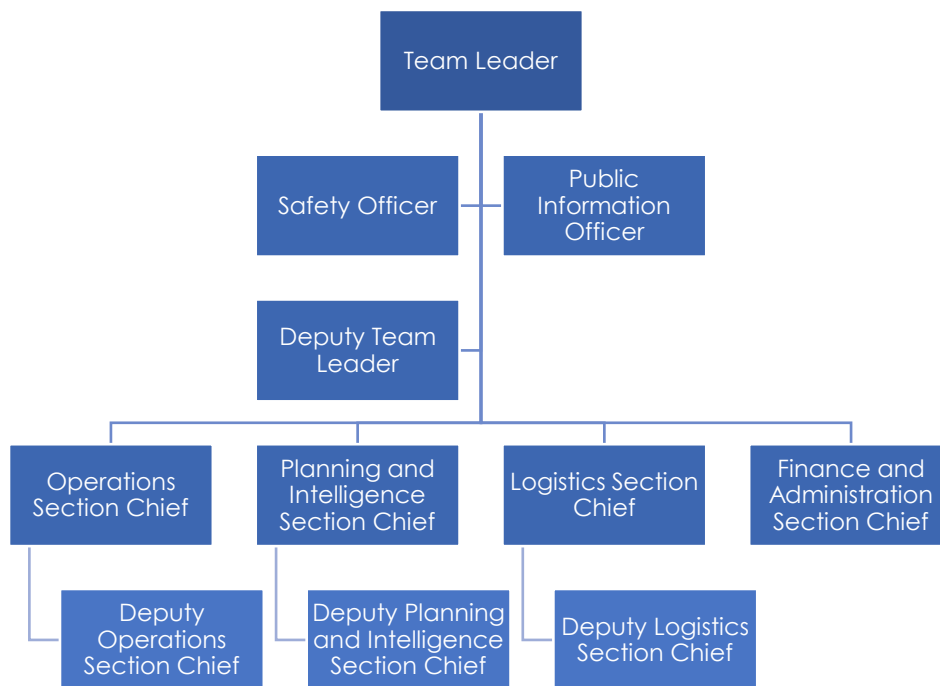 Team Leader
Safety Officer
Public
Information
Officer
Deputy Team
Leader
Operations
Section Chief
Planning and
Intelligence
Section Chief
Logistics Section
Chief
Finance and
Administration
Section Chief
Deputy
Operations
Section Chief
Deputy Planning
and Intelligence
Section Chief
Deputy Logistics
Section Chief